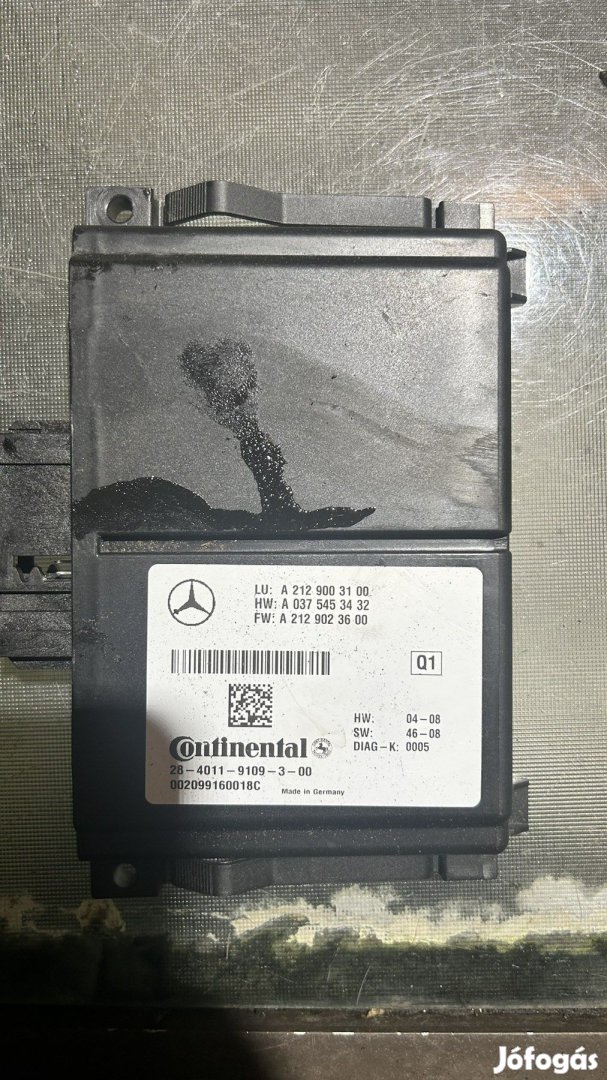 LU: A 212 900 31 00
HW: A 037 545 34 32
FW: A 212 902 36 00
Q1
HW: 04-08
SW: 46-08
DIAG-K: 0005
Continental
28-4011-9109-3-00
002099160018C
Made in Germany
Jófogás